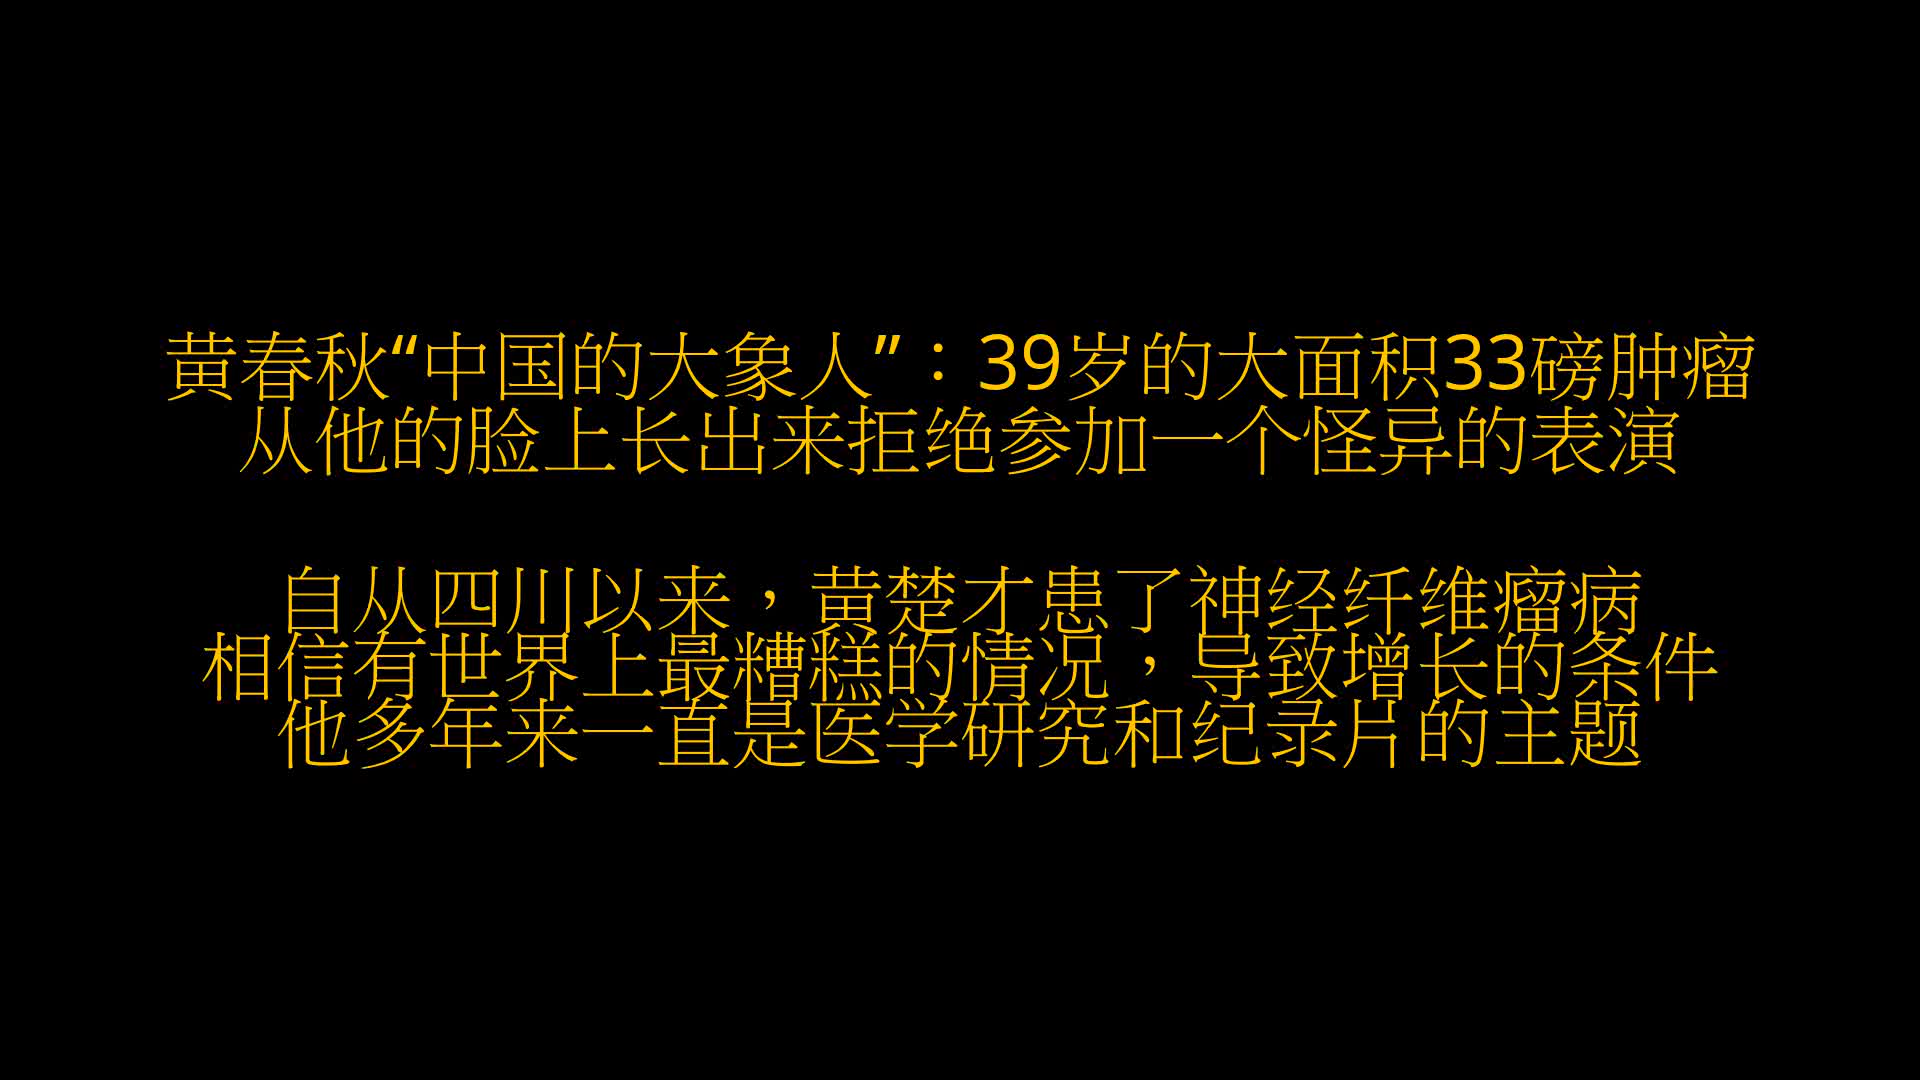 黄春秋“中国的大象人”：39岁的大面积33磅肿瘤
从他的脸上长出来拒绝参加一个怪异的表演
自从四川以来，黄楚才患了神经纤维瘤病
相信有世界上最糟糕的情况，导致增长的条件
他多年来一直是医学研究和纪录片的主题